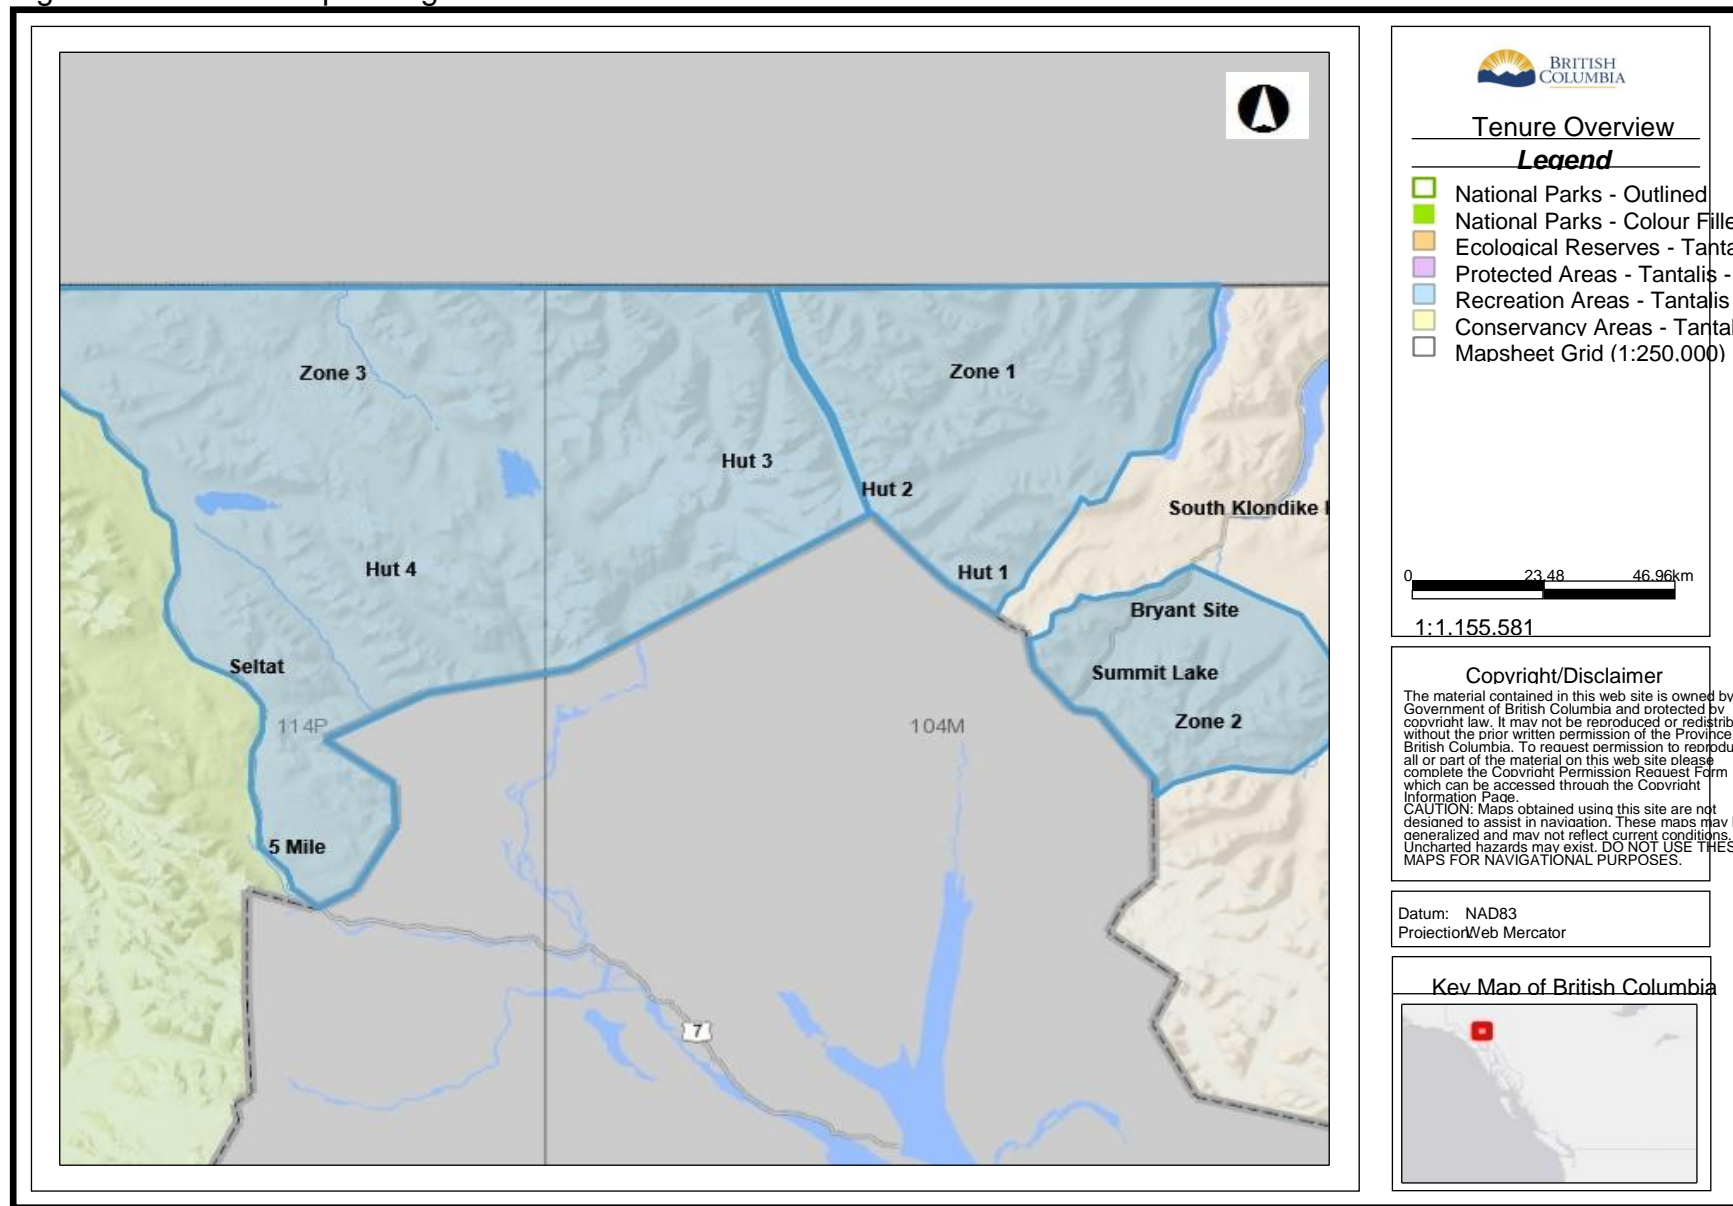 Zone 3
Zone 1
Hut 3
Hut 2
South Klondike
Hut 4
Hut 1
Bryant Site
Seltat
Summit Lake
114P
104M
Zone 2
5 Mile
7
BRITISH
COLUMBIA
Tenure Overview
Legend
National Parks - Outlined
National Parks - Colour Fille
Ecological Reserves - Tanta
Protected Areas - Tantalis -
Recreation Areas - Tantalis
Conservancy Areas - Tantal
Mapsheet Grid (1:250,000)
0 23.48 46.96km
1:1,155,581
Copyright/Disclaimer
The material contained in this web site is owned by
Government of British Columbia and protected by
copyright law. It may not be reproduced or redistrib
without the prior written permission of the Province
British Columbia. To request permission to reprodu
all or part of the material on this web site please
complete the Copyright Permission Request Form
which can be accessed through the Copyright
Information Page.
CAUTION: Maps obtained using this site are not
designed to assist in navigation. These maps may
generalized and may not reflect current conditions.
Uncharted hazards may exist. DO NOT USE THES
MAPS FOR NAVIGATIONAL PURPOSES.
Datum: NAD83
Projection: Web Mercator
Key Map of British Columbia